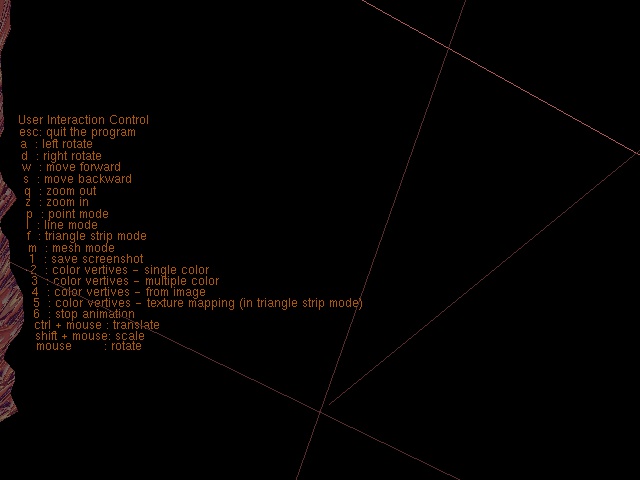 User Interaction Control
esc: quit the program
a : left rotate
d : right rotate
w : move forward
s : move backward
q : zoom out
z : zoom in
p : point mode
l : line mode
f : triangle strip mode
m : mesh mode
1 : save screenshot
2 : color vertives - single color
3 : color vertives - multiple color
4 : color vertives - from image
5 : color vertives - texture mapping (in triangle strip mode)
6 : stop animation
ctrl + mouse : translate
shift + mouse: scale
mouse : rotate